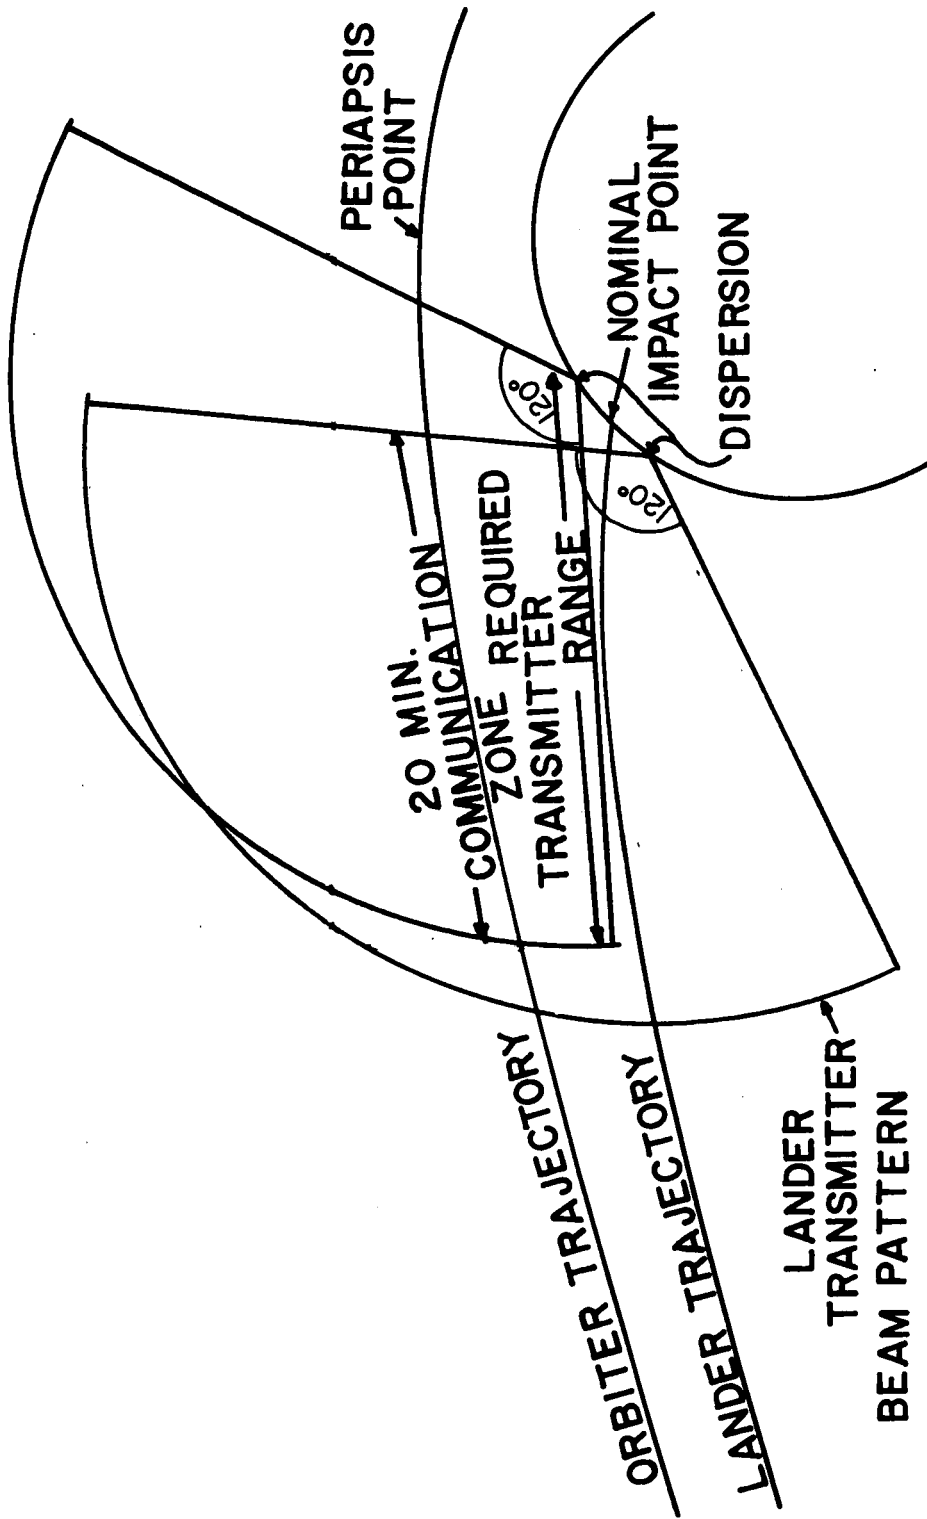 PERIAPSIS
POINT
NOMINAL
IMPACT POINT
DISPERSION
120°
120°
20 MIN.
COMMUNICATION
ZONE REQUIRED
TRANSMITTER
RANGE
ORBITER TRAJECTORY
LANDER TRAJECTORY
LANDER
TRANSMITTER
BEAM PATTERN